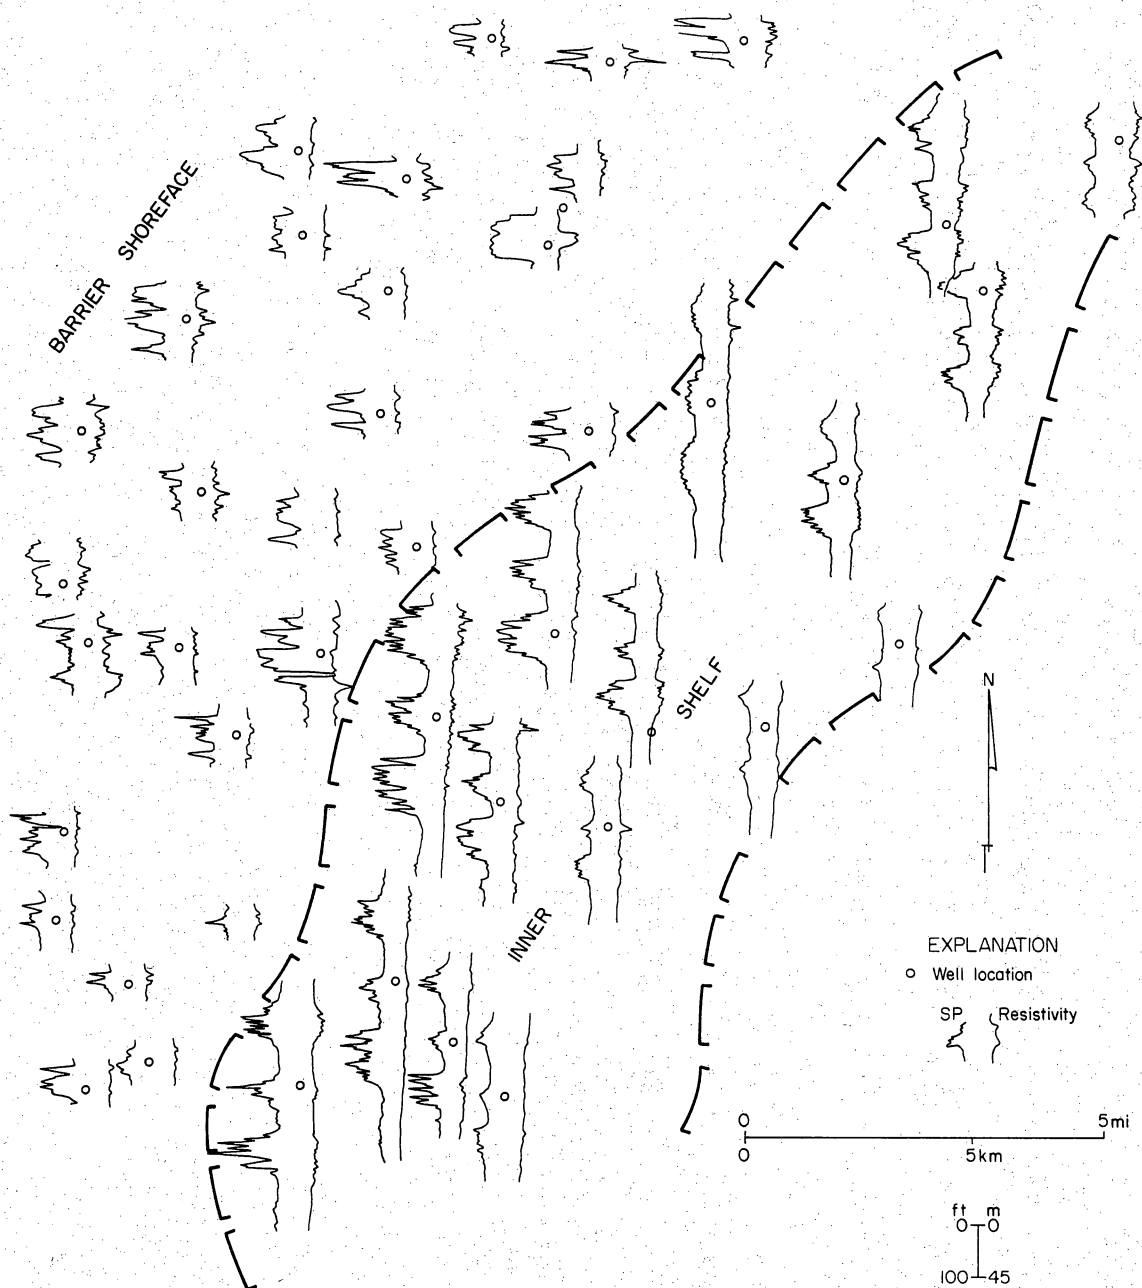 BARRIER SHOREFACE
INNER SHELF
N
EXPLANATION
Well location
SP Resistivity
0 5mi
0 5km
ft m
0 0
100 45